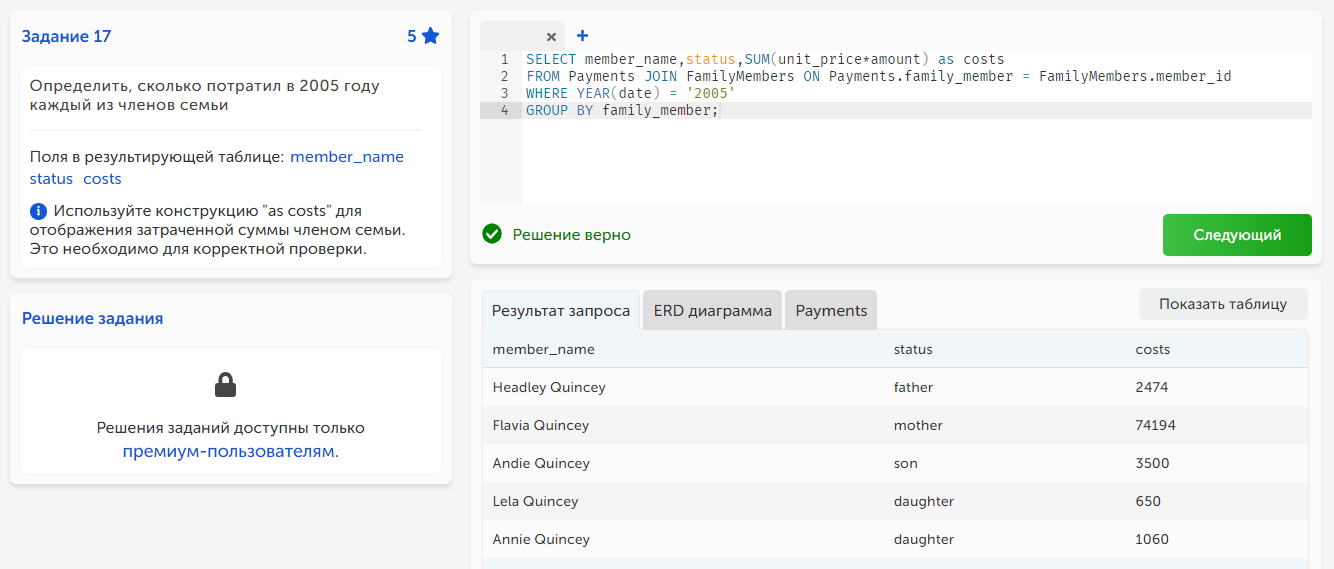 Задание 17
5
Определить, сколько потратил в 2005 году
каждый из членов семьи
Поля в результирующей таблице: member_name
status costs
Используйте конструкцию "as costs" для
отображения затраченной суммы членом семьи.
Это необходимо для корректной проверки.
Решение задания
Решения заданий доступны только
премиум-пользователям.
1 SELECT member_name,status,SUM(unit_price*amount) as costs
2 FROM Payments JOIN FamilyMembers ON Payments.family_member = FamilyMembers.member_id
3 WHERE YEAR(date) = '2005'
4 GROUP BY family_member;
Решение верно
Следующий
Результат запроса ERD диаграмма Payments
Показать таблицу
member_name status costs
Headley Quincey father 2474
Flavia Quincey mother 74194
Andie Quincey son 3500
Lela Quincey daughter 650
Annie Quincey daughter 1060